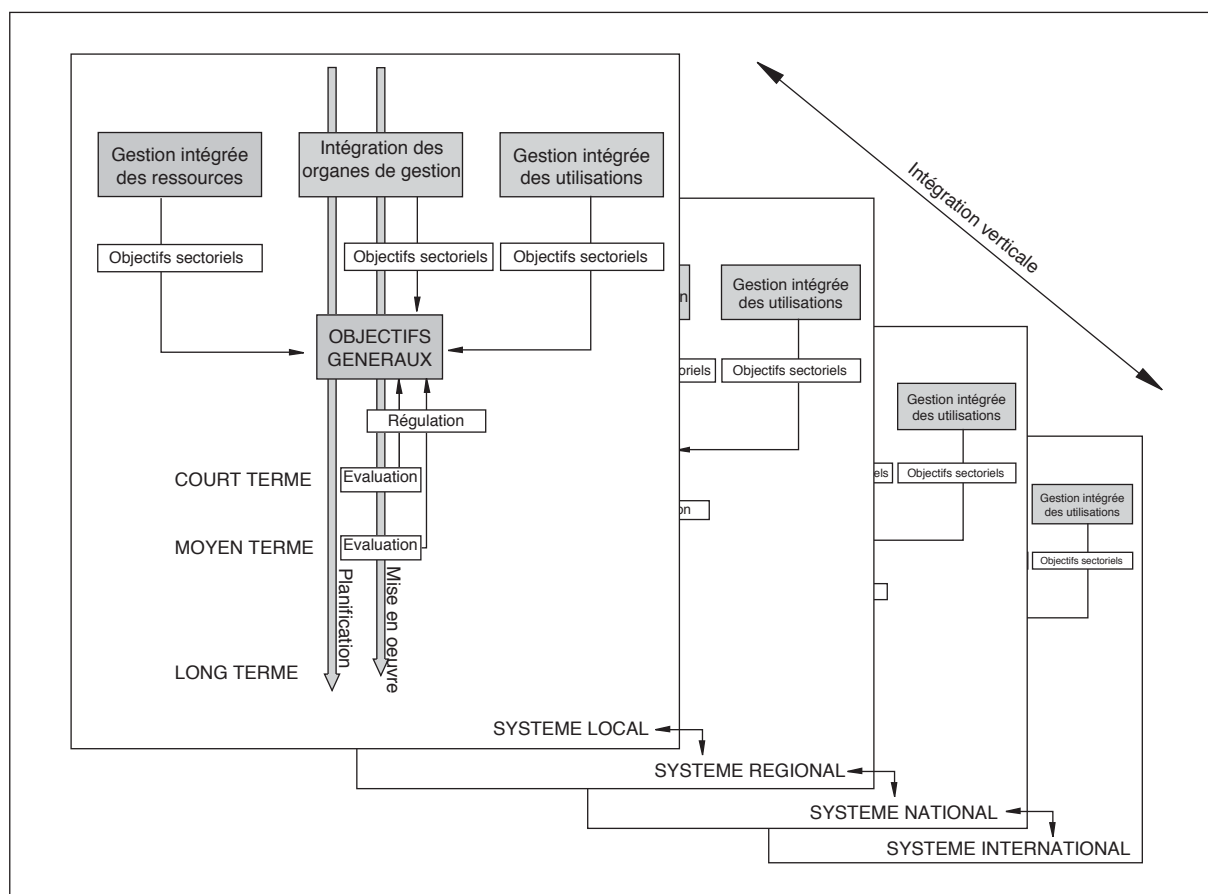 Gestion intégrée
des ressources
Intégration des
organes de gestion
Gestion intégrée
des utilisations
Objectifs sectoriels
Objectifs sectoriels
Objectifs sectoriels
OBJECTIFS
GENERAUX
Régulation
COURT TERME
Evaluation
MOYEN TERME
Evaluation
Planification
Mise en oeuvre
LONG TERME
SYSTEME LOCAL
Intégration verticale
n
Gestion intégrée
des utilisations
oriels
Objectifs sectoriels
on
SYSTEME REGIONAL
Gestion intégrée
des utilisations
els
Objectifs sectoriels
SYSTEME NATIONAL
Gestion intégrée
des utilisations
Objectifs sectoriels
SYSTEME INTERNATIONAL